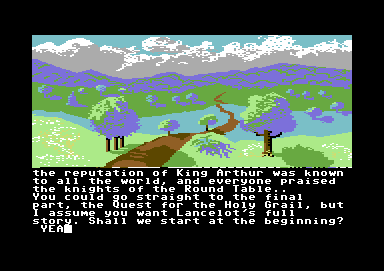 the reputation of King Arthur was known
to all the world, and everyone praised
the knights of the Round Table..
You could go straight to the final
part, the Quest for the Holy Grail, but
I assume you want Lancelot's full
story. Shall we start at the beginning?
YEA